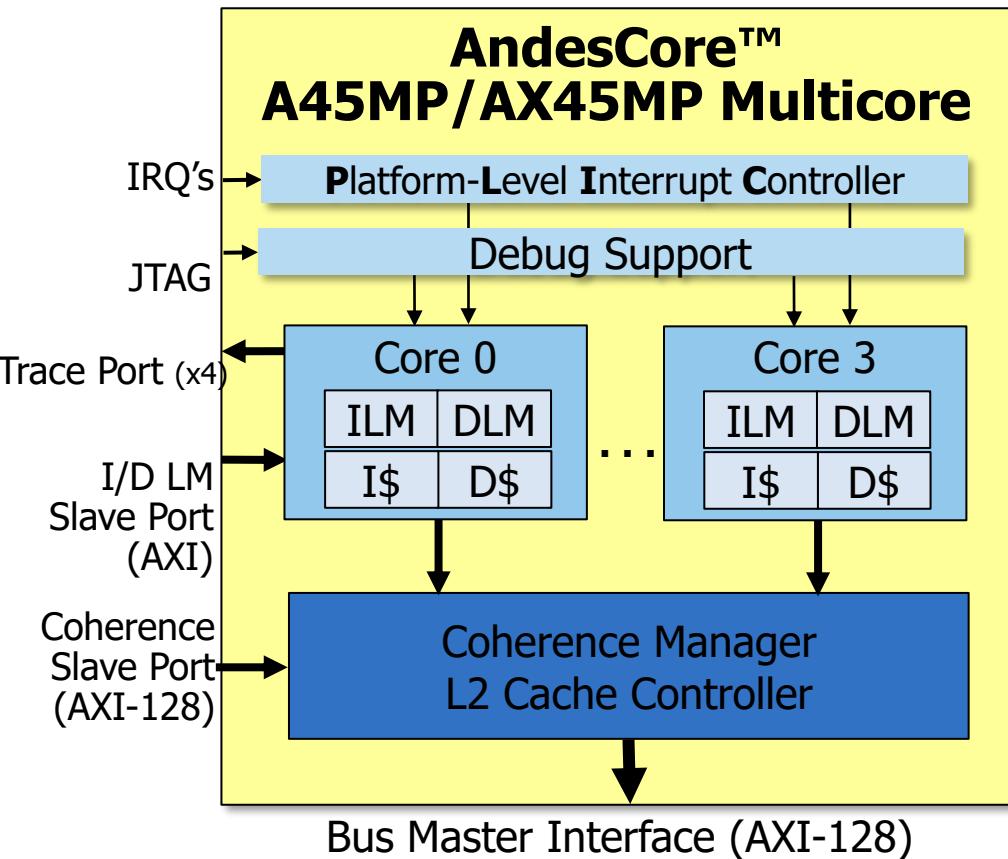 AndesCore™
A45MP/AX45MP Multicore
IRQ’s
Platform-Level Interrupt Controller
JTAG
Debug Support
Trace Port (x4)
Core 0
ILM DLM
I$ D$
...
Core 3
ILM DLM
I$ D$
I/D LM
Slave Port
(AXI)
Coherence
Slave Port
(AXI-128)
Coherence Manager
L2 Cache Controller
Bus Master Interface (AXI-128)